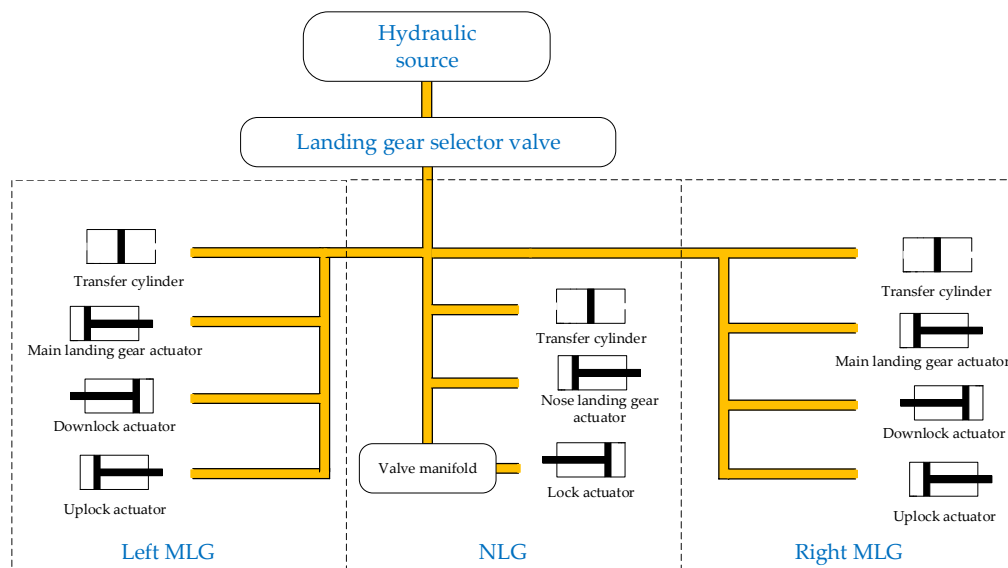 Hydraulic
source
Landing gear selector valve
Transfer cylinder
Main landing gear actuator
Downlock actuator
Uplock actuator
Left MLG
Transfer cylinder
Nose landing gear
actuator
Valve manifold
Lock actuator
NLG
Transfer cylinder
Main landing gear actuator
Downlock actuator
Uplock actuator
Right MLG